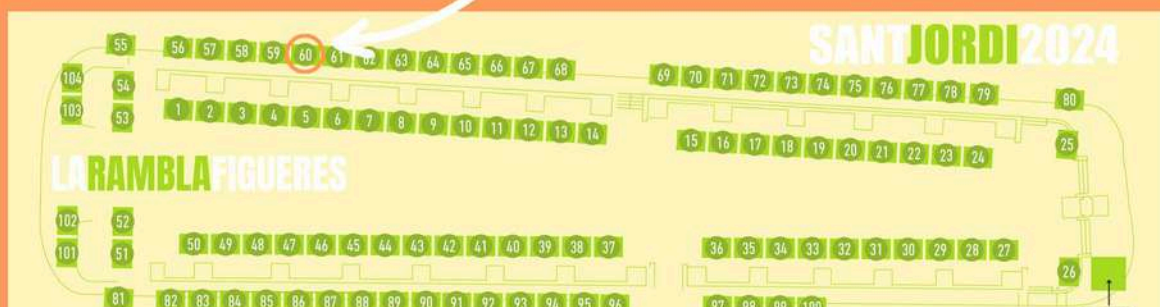 SANTJORDI2024
55 56 57 58 59 60 61 62 63 64 65 66 67 68 69 70 71 72 73 74 75 76 77 78 79 80
104 54
103 53 1 2 3 4 5 6 7 8 9 10 11 12 13 14 15 16 17 18 19 20 21 22 23 24 25
LARAMBLAFIGUERES
102 52
101 51 50 49 48 47 46 45 44 43 42 41 40 39 38 37 36 35 34 33 32 31 30 29 28 27 26
81 82 83 84 85 86 87 88 89 90 91 92 93 94 95 96 97 98 99 100